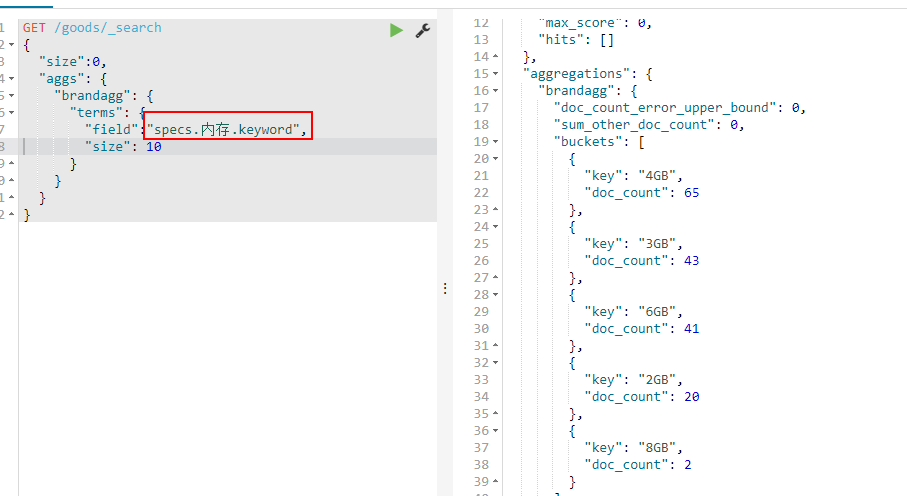 1 GET /goods/_search
2 {
3 "size":0,
4 "aggs": {
5 "brandagg": {
6 "terms": {
7 "field":"specs.内存.keyword",
8 "size": 10
9 }
0 }
1 }
2 }
12 "max_score": 0,
13 "hits": []
14 },
15 "aggregations": {
16 "brandagg": {
17 "doc_count_error_upper_bound": 0,
18 "sum_other_doc_count": 0,
19 "buckets": [
20 {
21 "key": "4GB",
22 "doc_count": 65
23 },
24 {
25 "key": "3GB",
26 "doc_count": 43
27 },
28 {
29 "key": "6GB",
30 "doc_count": 41
31 },
32 {
33 "key": "2GB",
34 "doc_count": 20
35 },
36 {
37 "key": "8GB",
38 "doc_count": 2
39 }